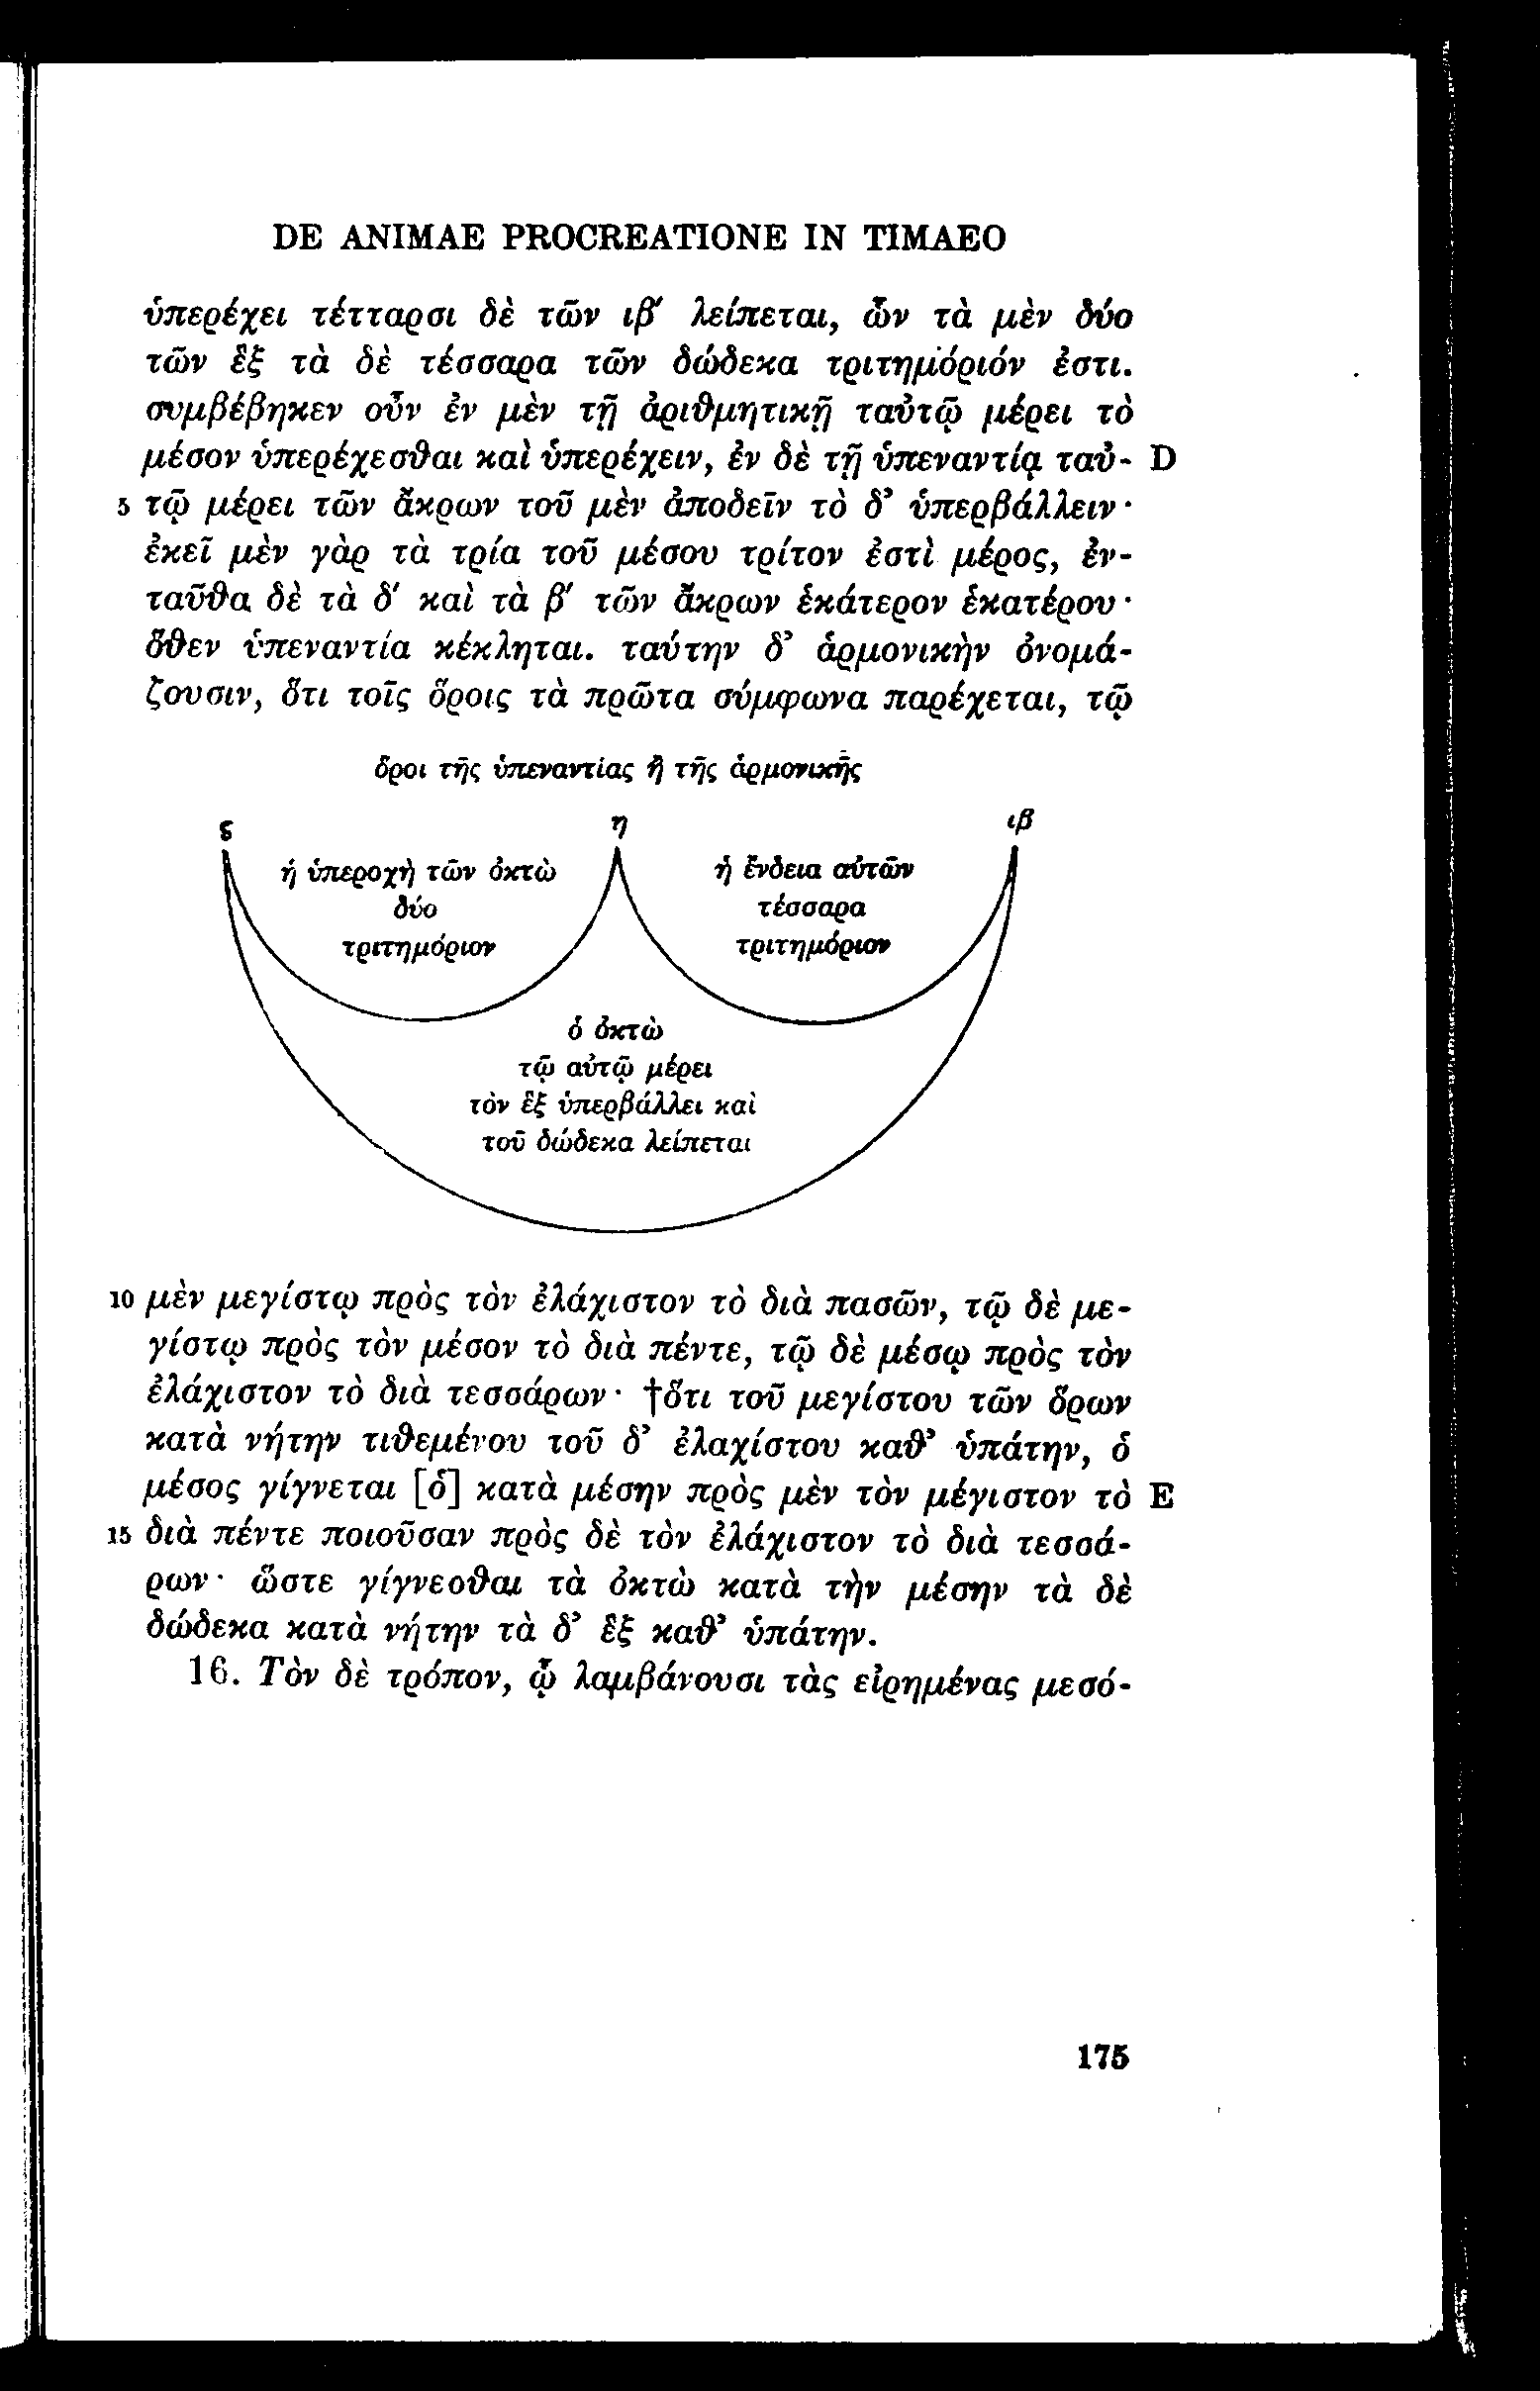 DE ANIMAE PROCREATIONE IN TIMAEO
ὑπερέχει τέτταρσι δὲ τῶν ιβ′ λείπεται, ὧν τὰ μὲν δύο
τῶν ἓξ τὰ δὲ τέσσαρα τῶν δώδεκα τριτημόριόν ἐστι.
συμβέβηκεν οὖν ἐν μὲν τῇ ἀριθμητικῇ ταὐτῷ μέρει τὸ
μέσον ὑπερέχεσθαι καὶ ὑπερέχειν, ἐν δὲ τῇ ὑπεναντίᾳ ταὐ- D
5 τῷ μέρει τῶν ἄκρων τοῦ μὲν ἀποδεῖν τὸ δ’ ὑπερβάλλειν·
ἐκεῖ μὲν γὰρ τὰ τρία τοῦ μέσου τρίτον ἐστὶ μέρος, ἐν-
ταῦθα δὲ τὰ δ′ καὶ τὰ β′ τῶν ἄκρων ἑκάτερον ἑκατέρου·
ὅθεν ὑπεναντία κέκληται. ταύτην δ’ ἁρμονικὴν ὀνομά-
ζουσιν, ὅτι τοῖς ὅροις τὰ πρῶτα σύμφωνα παρέχεται, τῷ
ὅροι τῆς ὑπεναντίας ἢ τῆς ἁρμονικῆς
ϛ η ιβ
ἡ ὑπεροχὴ τῶν ὀκτὼ
δύο
τριτημόριον
ἡ ἔνδεια αὐτῶν
τέσσαρα
τριτημόριον
ὁ ὀκτὼ
τῷ αὐτῷ μέρει
τὸν ἓξ ὑπερβάλλει καὶ
τοῦ δώδεκα λείπεται
10 μὲν μεγίστῳ πρὸς τὸν ἐλάχιστον τὸ διὰ πασῶν, τῷ δὲ με-
γίστῳ πρὸς τὸν μέσον τὸ διὰ πέντε, τῷ δὲ μέσῳ πρὸς τὸν
ἐλάχιστον τὸ διὰ τεσσάρων· †ὅτι τοῦ μεγίστου τῶν ὅρων
κατὰ νήτην τιθεμένου τοῦ δ’ ἐλαχίστου καθ’ ὑπάτην, ὁ
μέσος γίγνεται [ὁ] κατὰ μέσην πρὸς μὲν τὸν μέγιστον τὸ E
15 διὰ πέντε ποιοῦσαν πρὸς δὲ τὸν ἐλάχιστον τὸ διὰ τεσσά-
ρων· ὥστε γίγνεσθαι τὰ ὀκτὼ κατὰ τὴν μέσην τὰ δὲ
δώδεκα κατὰ νήτην τὰ δ’ ἓξ καθ’ ὑπάτην.
16. Τὸν δὲ τρόπον, ᾧ λαμβάνουσι τὰς εἰρημένας μεσό-
175